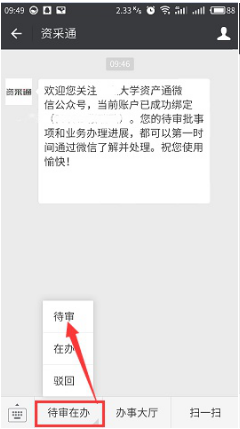 09:49 2.33 ᴷ/s 88
资采通
09:46
资采通
欢迎您关注 大学资产通微
信公众号，当前账户已成功绑定
（ ）。您的待审批事
项和业务办理进展，都可以第一时
间通过微信了解并处理。祝您使用
愉快！
待审
在办
驳回
待审在办 办事大厅 扫一扫